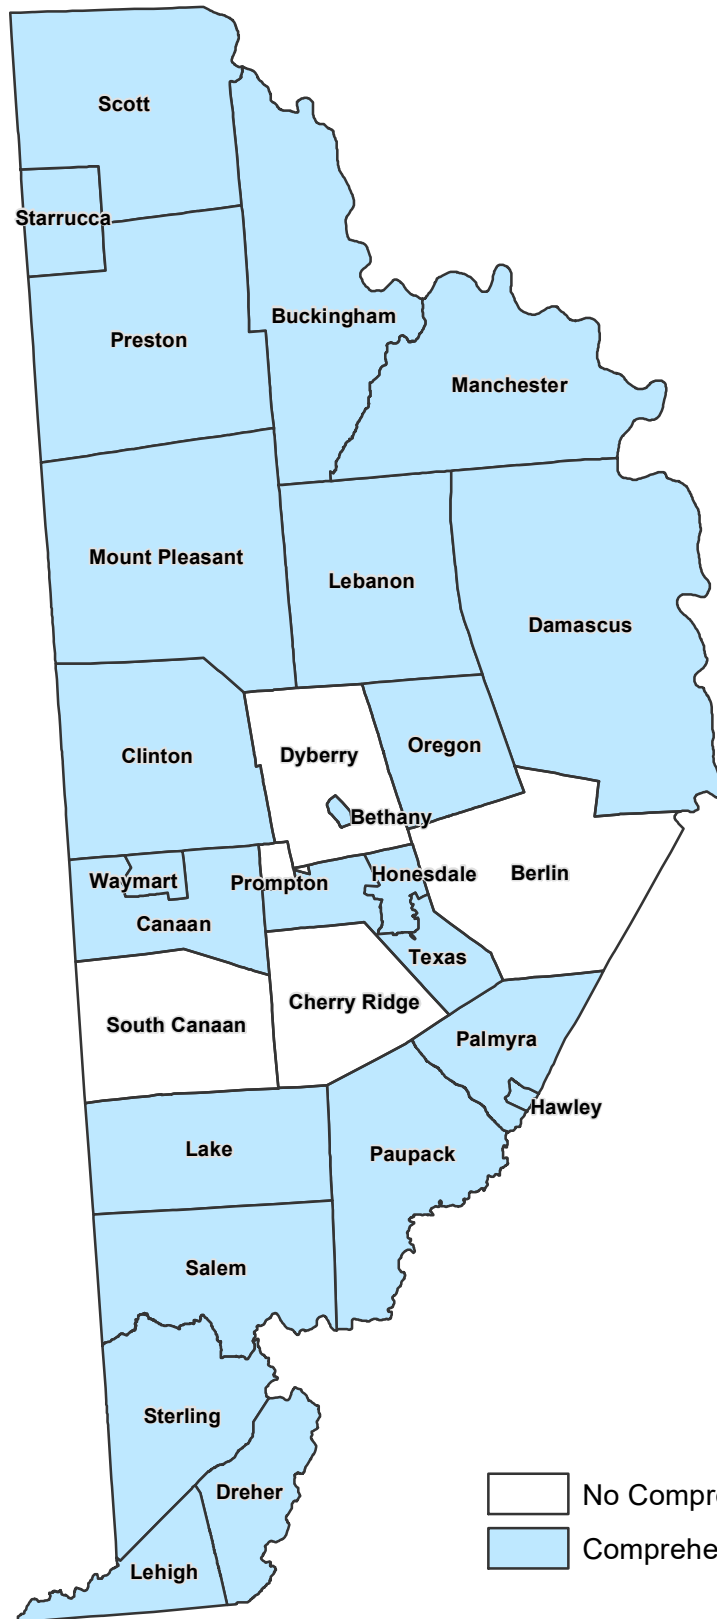 Scott
Starrucca
Buckingham
Preston
Manchester
Mount Pleasant
Lebanon
Damascus
Oregon
Clinton
Dyberry
Bethany
Honesdale
Berlin
Waymart
Prompton
Canaan
Texas
Cherry Ridge
South Canaan
Palmyra
Hawley
Lake
Paupack
Salem
Sterling
Dreher
No Compre
Comprehe
Lehigh